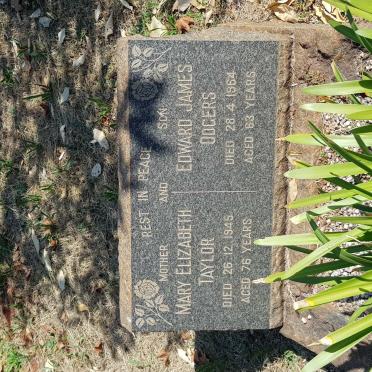 REST IN PEACE
MOTHER AND SON
MARY ELIZABETH
TAYLOR
DIED 26.12.1945
AGED 76 YEARS
EDWARD JAMES
ODGERS
DIED 28.4.1964
AGED 63 YEARS